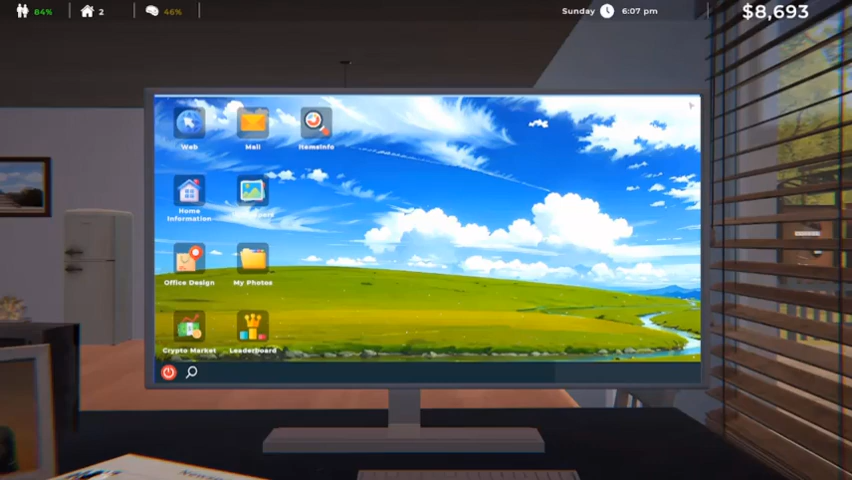 84%
2
46%
Sunday
6:07 pm
$8,693
Web
Mail
ItemsInfo
Home
Information
Office Design
My Photos
Crypto Market
Leaderboard